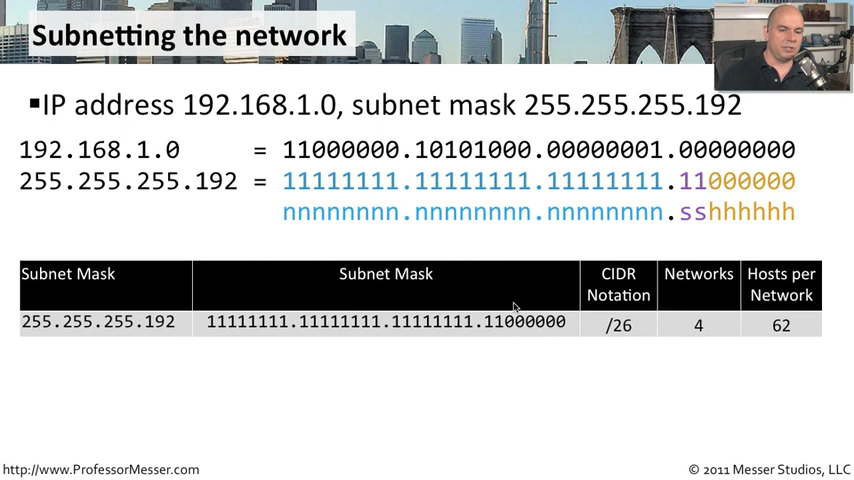 Subnetting the network
▪IP address 192.168.1.0, subnet mask 255.255.255.192
192.168.1.0 = 11000000.10101000.00000001.00000000
255.255.255.192 = 11111111.11111111.11111111.11000000
nnnnnnnn.nnnnnnnn.nnnnnnnn.sshhhhhh
Subnet Mask Subnet Mask CIDR Notation Networks Hosts per Network
255.255.255.192 11111111.11111111.11111111.11000000 /26 4 62
http://www.ProfessorMesser.com © 2011 Messer Studios, LLC